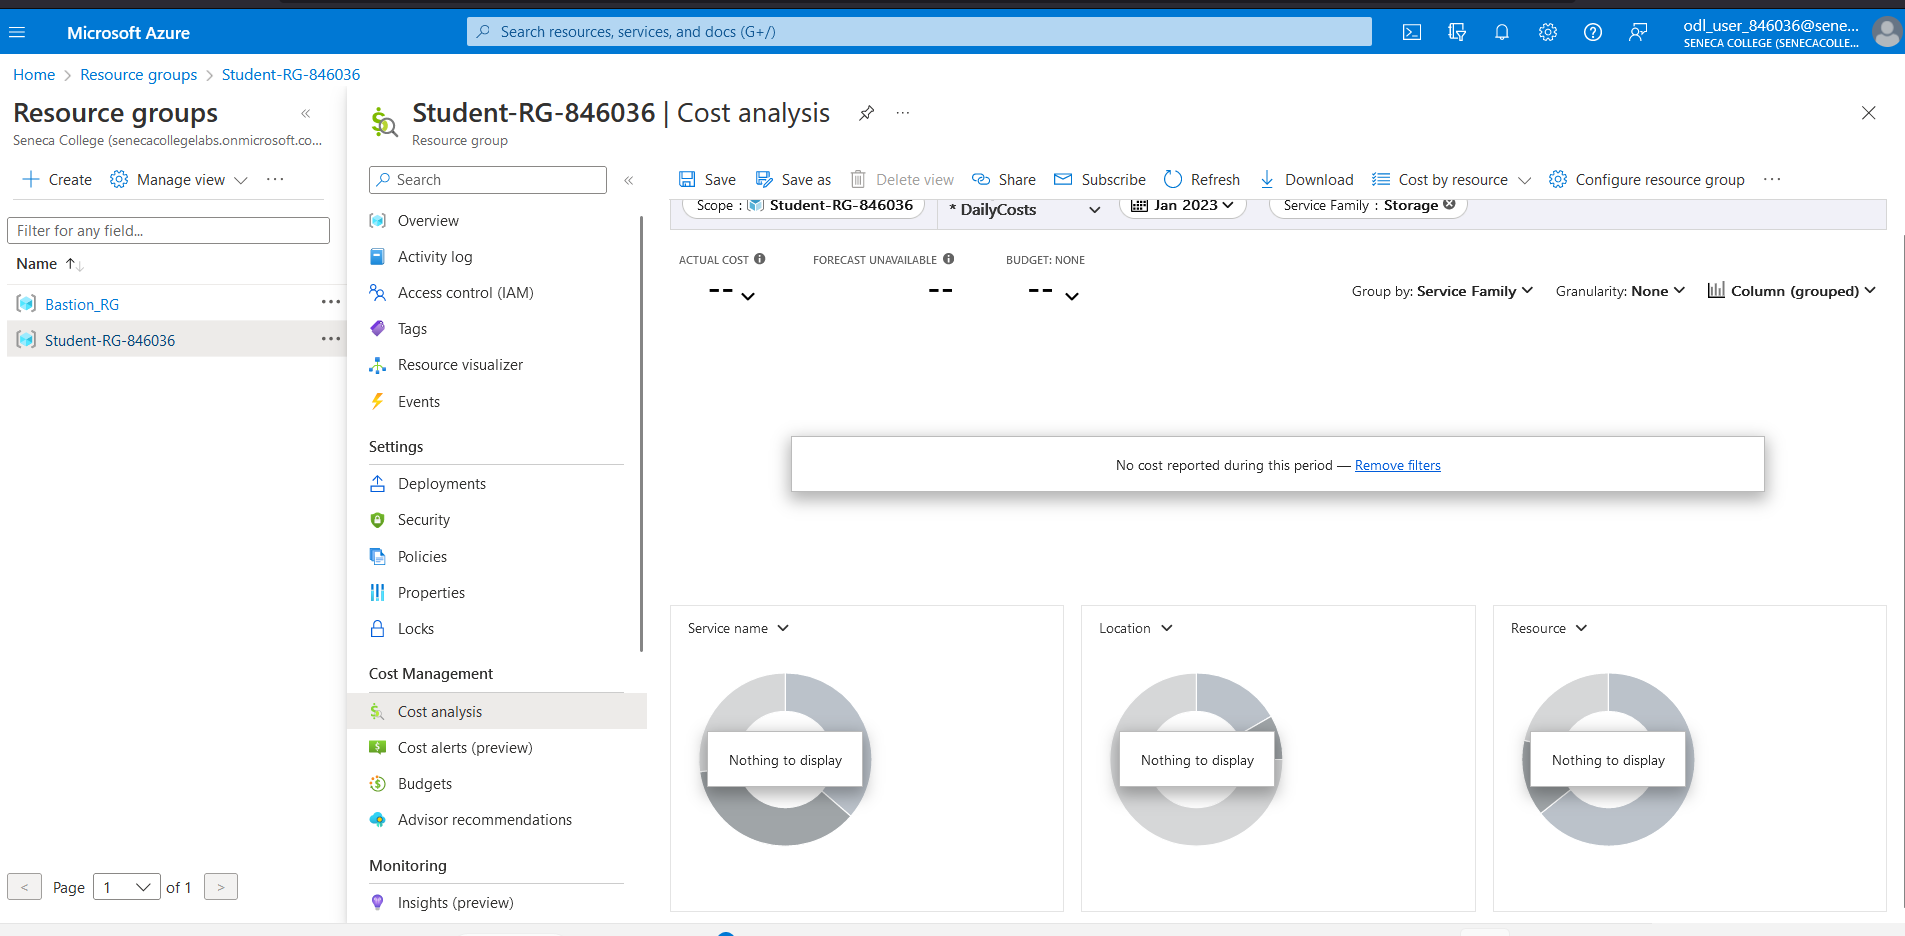 Microsoft Azure
Search resources, services, and docs (G+/)
odl_user_846036@sene...
SENECA COLLEGE (SENECACOLLE...
Home > Resource groups > Student-RG-846036
Resource groups
Seneca College (senecacollegelabs.onmicrosoft.co...
Create Manage view
Filter for any field...
Name
Bastion_RG
Student-RG-846036
< Page 1 of 1 >
Student-RG-846036 | Cost analysis
Resource group
Search
Overview
Activity log
Access control (IAM)
Tags
Resource visualizer
Events
Settings
Deployments
Security
Policies
Properties
Locks
Cost Management
Cost analysis
Cost alerts (preview)
Budgets
Advisor recommendations
Monitoring
Insights (preview)
Save Save as Delete view Share Subscribe Refresh Download Cost by resource Configure resource group
Scope : Student-RG-846036 * DailyCosts Jan 2023 Service Family : Storage
ACTUAL COST FORECAST UNAVAILABLE BUDGET: NONE
-- -- --
Group by: Service Family Granularity: None Column (grouped)
No cost reported during this period — Remove filters
Service name
Nothing to display
Location
Nothing to display
Resource
Nothing to display